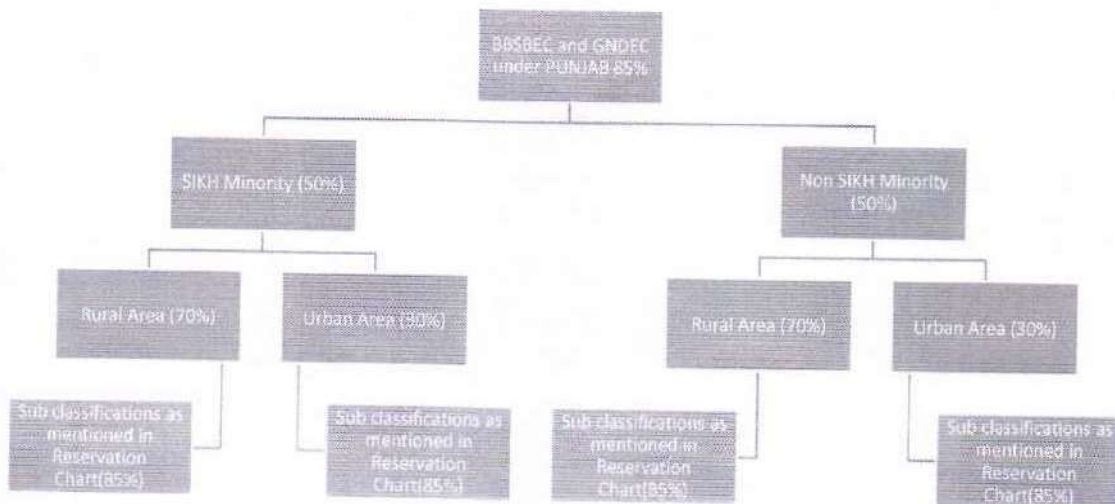 BBSBEC and GNDEC
under PUNJAB 85%
SIKH Minority (50%)
Non SIKH Minority
(50%)
Rural Area (70%)
Urban Area (30%)
Rural Area (70%)
Urban Area (30%)
Sub classifications as
mentioned in
Reservation
Chart(85%)
Sub classifications as
mentioned in
Reservation
Chart(85%)
Sub classifications as
mentioned in
Reservation
Chart(85%)
Sub classifications as
mentioned in
Reservation
Chart(85%)